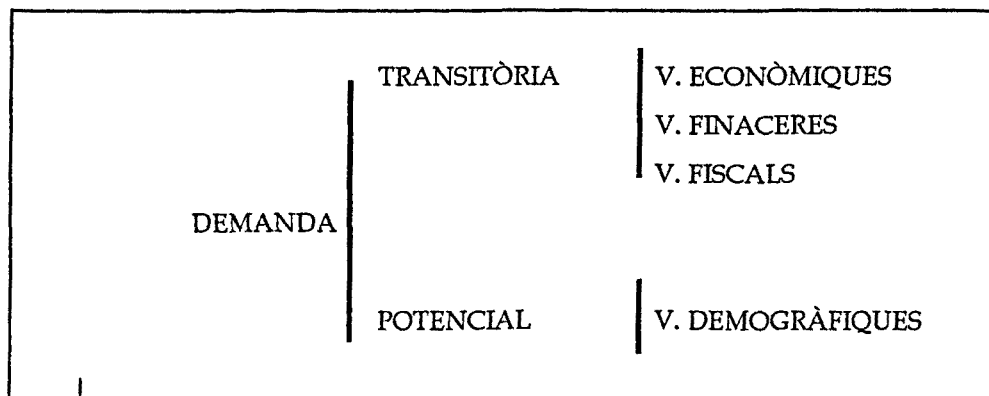 TRANSITÒRIA V. ECONÒMIQUES
V. FINACERES
V. FISCALS
DEMANDA
POTENCIAL V. DEMOGRÀFIQUES